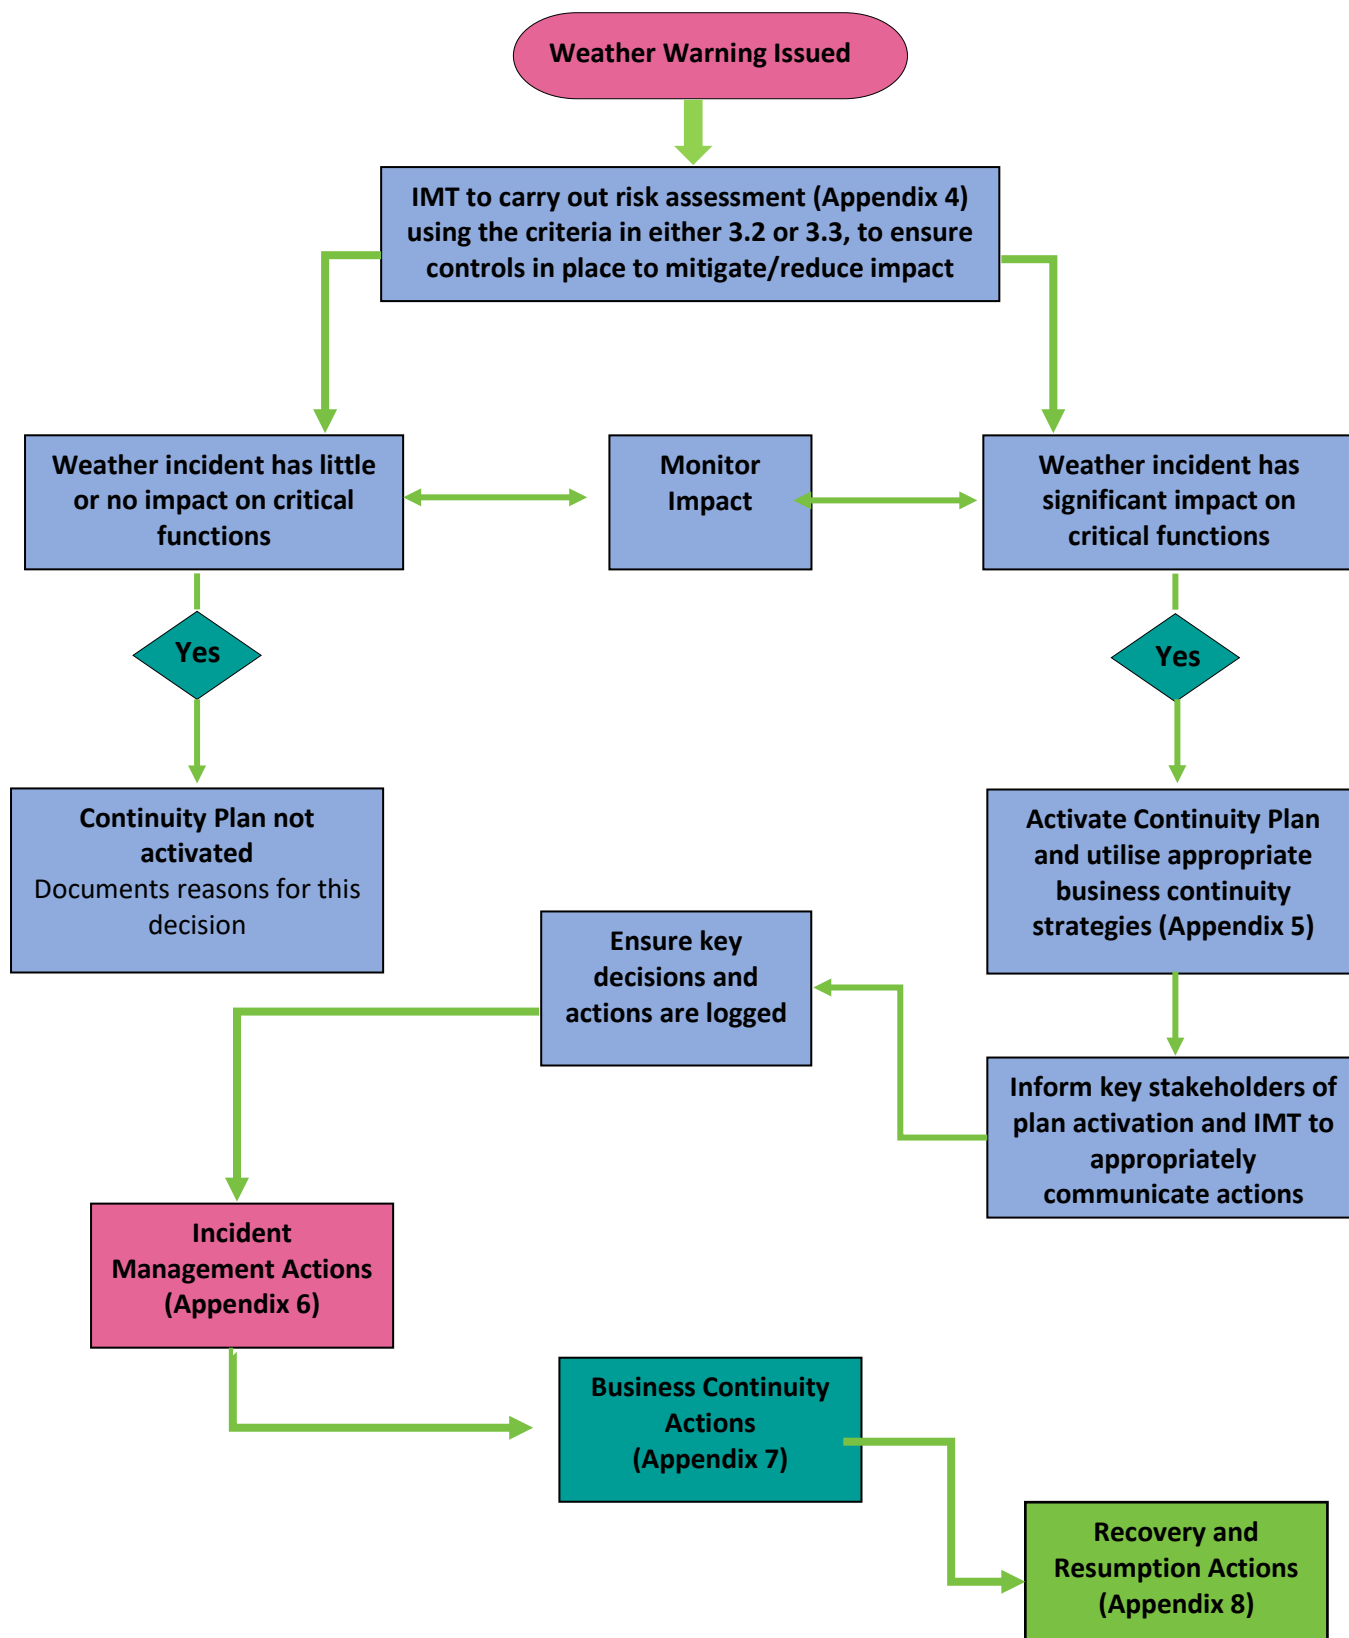 Weather Warning Issued
IMT to carry out risk assessment (Appendix 4)
using the criteria in either 3.2 or 3.3, to ensure
controls in place to mitigate/reduce impact
Weather incident has little
or no impact on critical
functions
Monitor
Impact
Weather incident has
significant impact on
critical functions
Yes
Yes
Continuity Plan not
activated
Documents reasons for this
decision
Activate Continuity Plan
and utilise appropriate
business continuity
strategies (Appendix 5)
Ensure key
decisions and
actions are logged
Inform key stakeholders of
plan activation and IMT to
appropriately
communicate actions
Incident
Management Actions
(Appendix 6)
Business Continuity
Actions
(Appendix 7)
Recovery and
Resumption Actions
(Appendix 8)